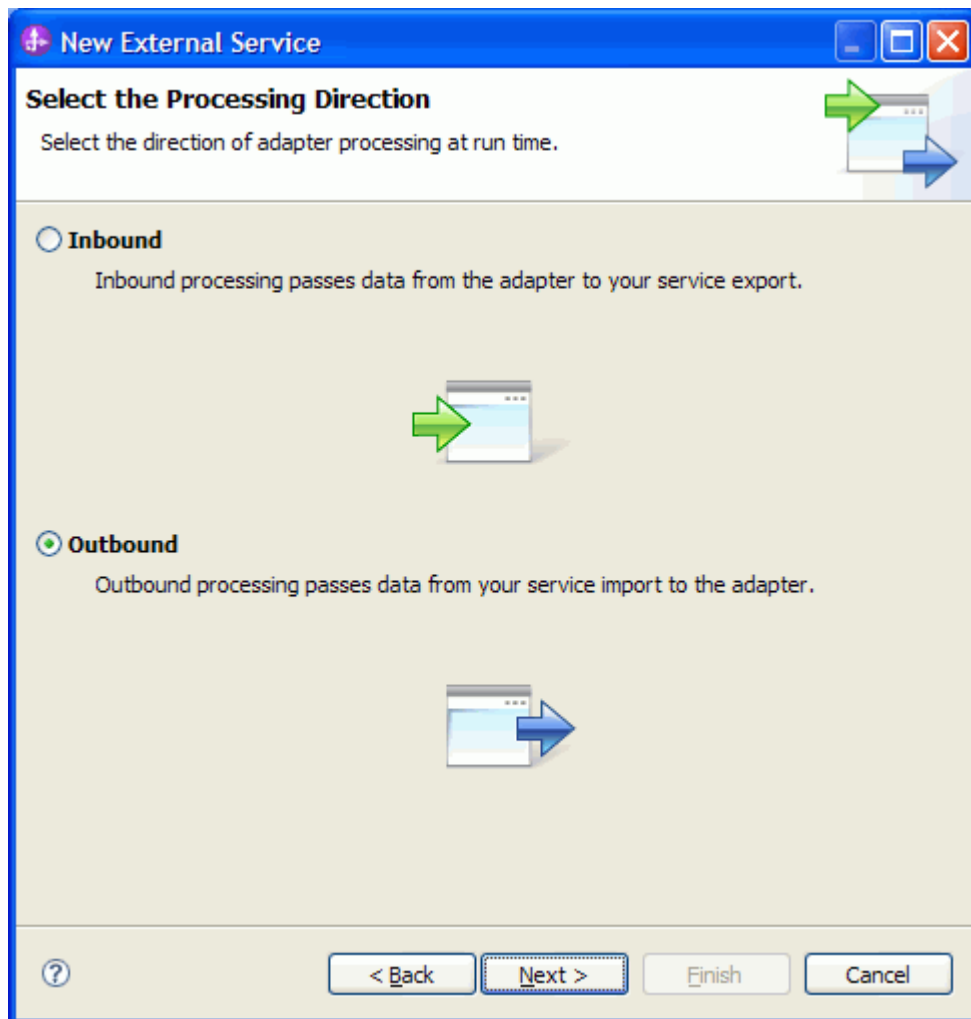 New External Service
Select the Processing Direction
Select the direction of adapter processing at run time.
Inbound
Inbound processing passes data from the adapter to your service export.
Outbound
Outbound processing passes data from your service import to the adapter.
?
< Back
Next >
Finish
Cancel